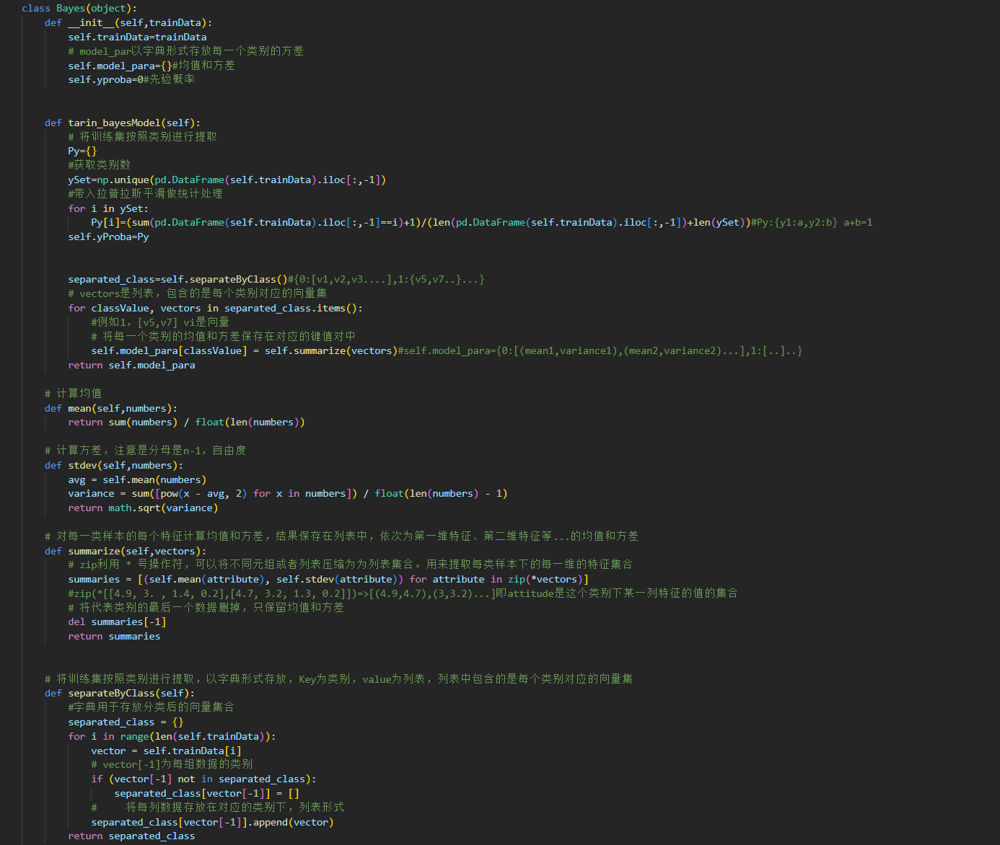 class Bayes(object):
def __init__(self,trainData):
self.trainData=trainData
# model_par以字典形式存放每一个类别的方差
self.model_para={}#均值和方差
self.yproba=0#先验概率
def tarin_bayesModel(self):
# 将训练集按照类别进行提取
Py={}
#获取类别数
ySet=np.unique(pd.DataFrame(self.trainData).iloc[:,-1])
#带入拉普拉斯平滑做统计处理
for i in ySet:
Py[i]=(sum(pd.DataFrame(self.trainData).iloc[:,-1]==i)+1)/(len(pd.DataFrame(self.trainData).iloc[:,-1])+len(ySet))#Py:{y1:a,y2:b} a+b=1
self.yProba=Py
separated_class=self.separateByClass()#{0:[v1,v2,v3....],1:{v5,v7..}...}
# vectors是列表，包含的是每个类别对应的向量集
for classValue, vectors in separated_class.items():
#例如1，[v5,v7] vi是向量
# 将每一个类别的均值和方差保存在对应的键值对中
self.model_para[classValue] = self.summarize(vectors)#self.model_para={0:[(mean1,variance1),(mean2,variance2)...],1:[..]..}
return self.model_para
# 计算均值
def mean(self,numbers):
return sum(numbers) / float(len(numbers))
# 计算方差，注意是分母是n-1，自由度
def stdev(self,numbers):
avg = self.mean(numbers)
variance = sum([pow(x - avg, 2) for x in numbers]) / float(len(numbers) - 1)
return math.sqrt(variance)
# 对每一类样本的每个特征计算均值和方差，结果保存在列表中，依次为第一维特征、第二维特征等...的均值和方差
def summarize(self,vectors):
# zip利用 * 号操作符，可以将不同元组或者列表压缩为为列表集合。用来提取每类样本下的每一维的特征集合
summaries = [(self.mean(attribute), self.stdev(attribute)) for attribute in zip(*vectors)]
#zip(*[[4.9, 3. , 1.4, 0.2],[4.7, 3.2, 1.3, 0.2]])=>[(4.9,4.7),(3,3.2)...]即attitude是这个类别下某一列特征的值的集合
# 将代表类别的最后一个数据删掉，只保留均值和方差
del summaries[-1]
return summaries
# 将训练集按照类别进行提取，以字典形式存放，Key为类别，value为列表，列表中包含的是每个类别对应的向量集
def separateByClass(self):
#字典用于存放分类后的向量集合
separated_class = {}
for i in range(len(self.trainData)):
vector = self.trainData[i]
# vector[-1]为每组数据的类别
if (vector[-1] not in separated_class):
separated_class[vector[-1]] = []
#     将每列数据存放在对应的类别下，列表形式
separated_class[vector[-1]].append(vector)
return separated_class